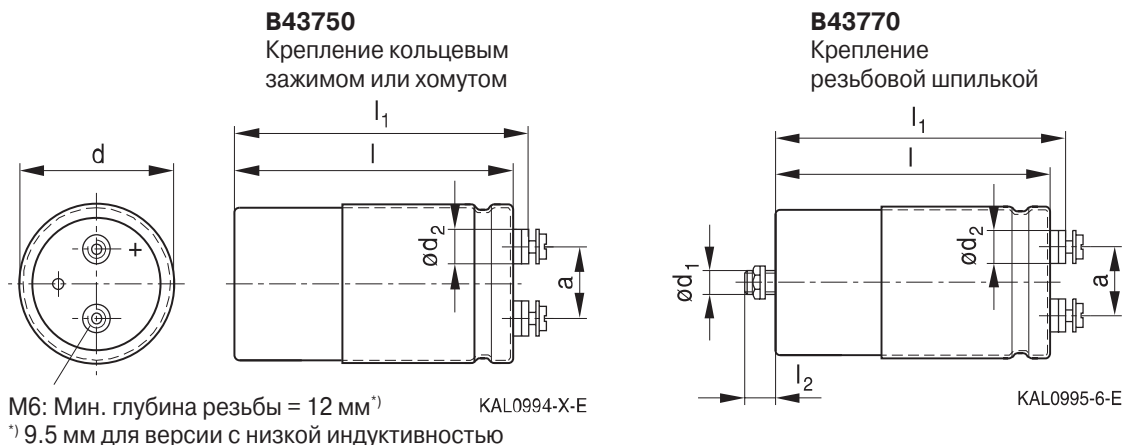 B43750
Крепление кольцевым
зажимом или хомутом
l₁
l
d
+
ød₂
a
M6: Мин. глубина резьбы = 12 мм*)
*) 9.5 мм для версии с низкой индуктивностью
KAL0994-X-E
B43770
Крепление
резьбовой шпилькой
l₁
l
ød₂
ød₁
a
l₂
KAL0995-6-E